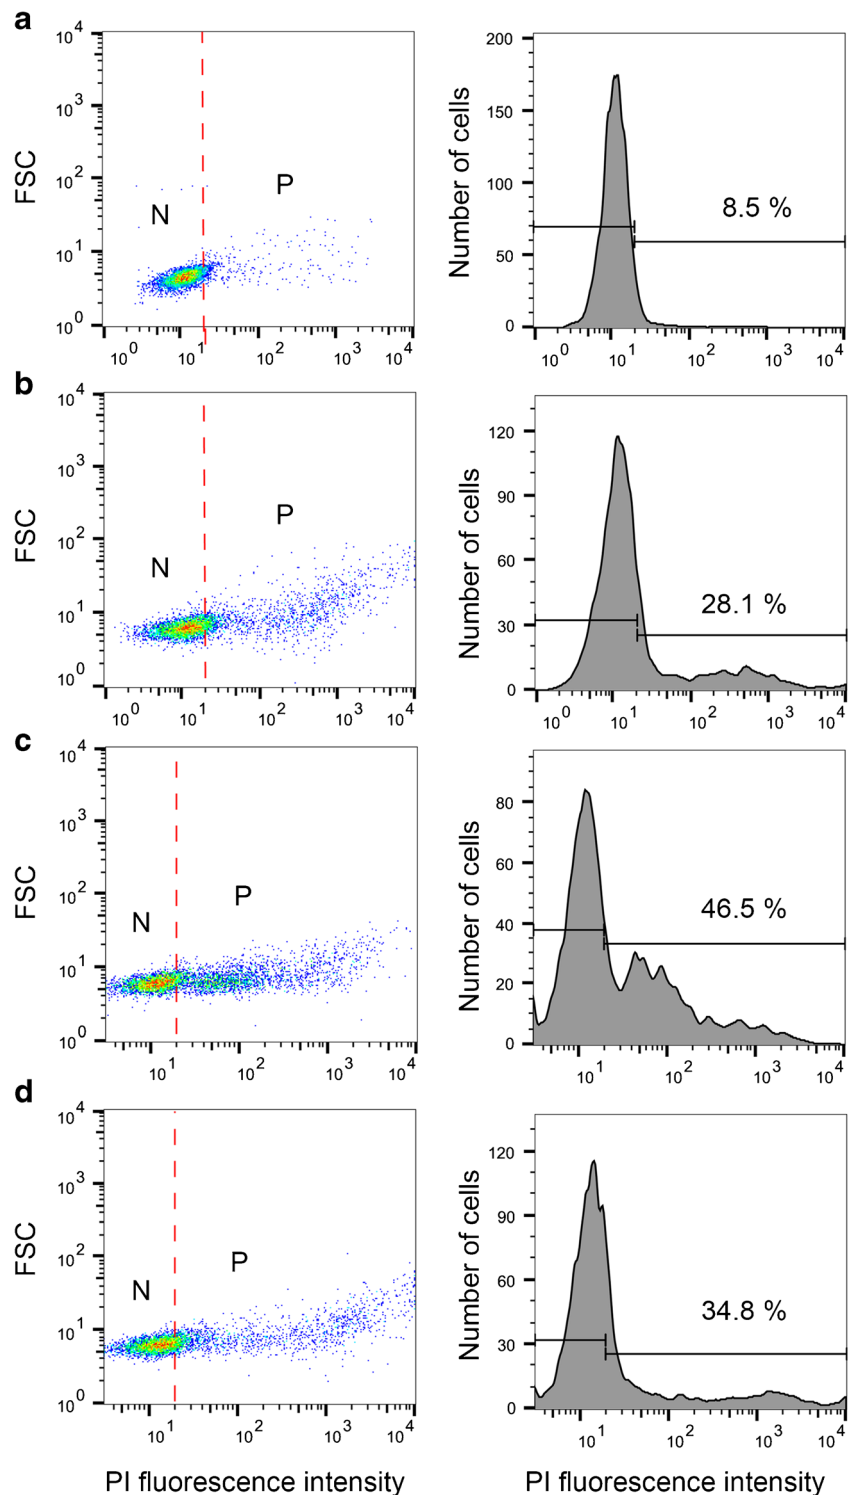 a
10^4
10^3
10^2
10^1
10^0
FSC
N
P
10^0 10^1 10^2 10^3 10^4
200
150
100
50
0
Number of cells
8.5 %
10^0 10^1 10^2 10^3 10^4
b
10^4
10^3
10^2
10^1
10^0
FSC
N
P
10^0 10^1 10^2 10^3 10^4
120
90
60
30
0
Number of cells
28.1 %
10^0 10^1 10^2 10^3 10^4
c
10^4
10^3
10^2
10^1
10^0
FSC
N
P
10^1 10^2 10^3 10^4
80
60
40
20
0
Number of cells
46.5 %
10^1 10^2 10^3 10^4
d
10^4
10^3
10^2
10^1
10^0
FSC
N
P
10^1 10^2 10^3 10^4
120
90
60
30
0
Number of cells
34.8 %
10^1 10^2 10^3 10^4
PI fluorescence intensity
PI fluorescence intensity